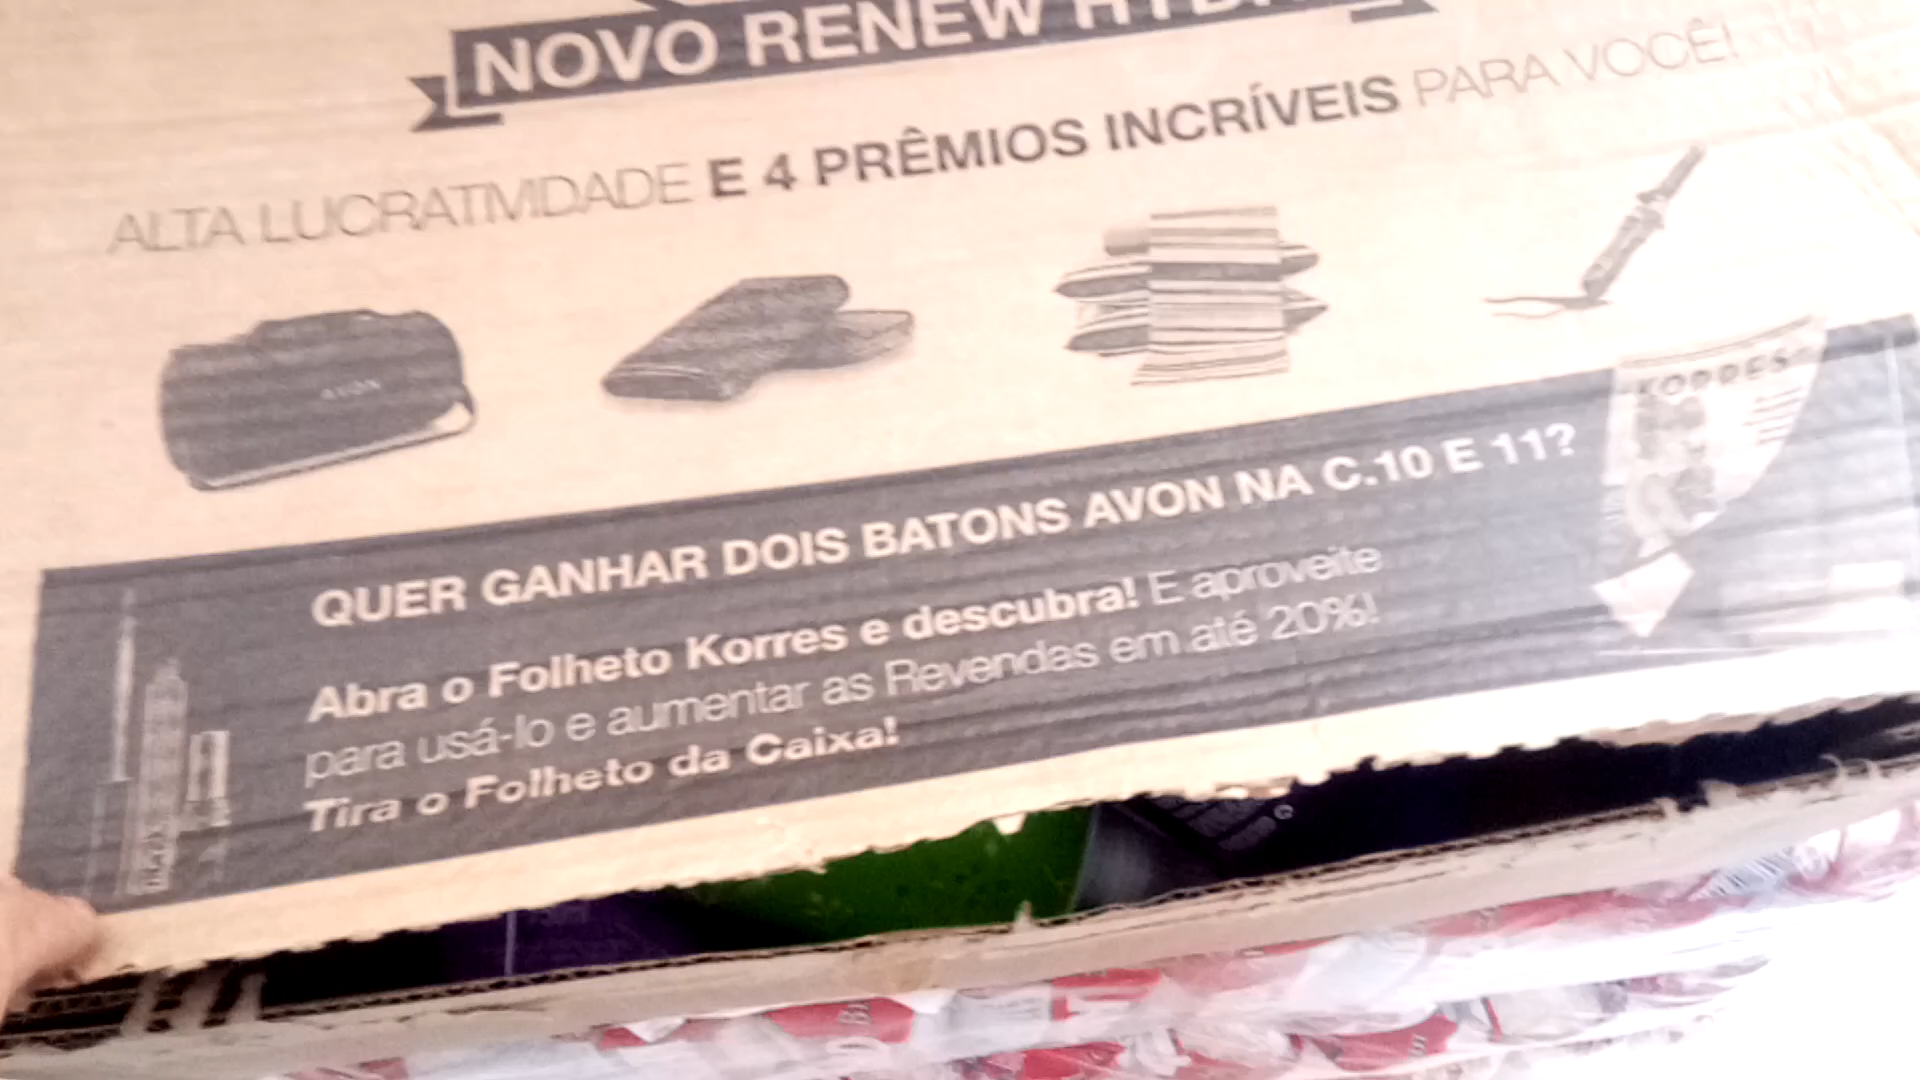 NOVO RENEW
ALTA LUCRATIVIDADE E 4 PRÊMIOS INCRÍVEIS PARA VOCÊ!
AVON
KORRES
QUER GANHAR DOIS BATONS AVON NA C.10 E 11?
Abra o Folheto Korres e descubra! E aproveite
para usá-lo e aumentar as Revendas em até 20%!
Tira o Folheto da Caixa!